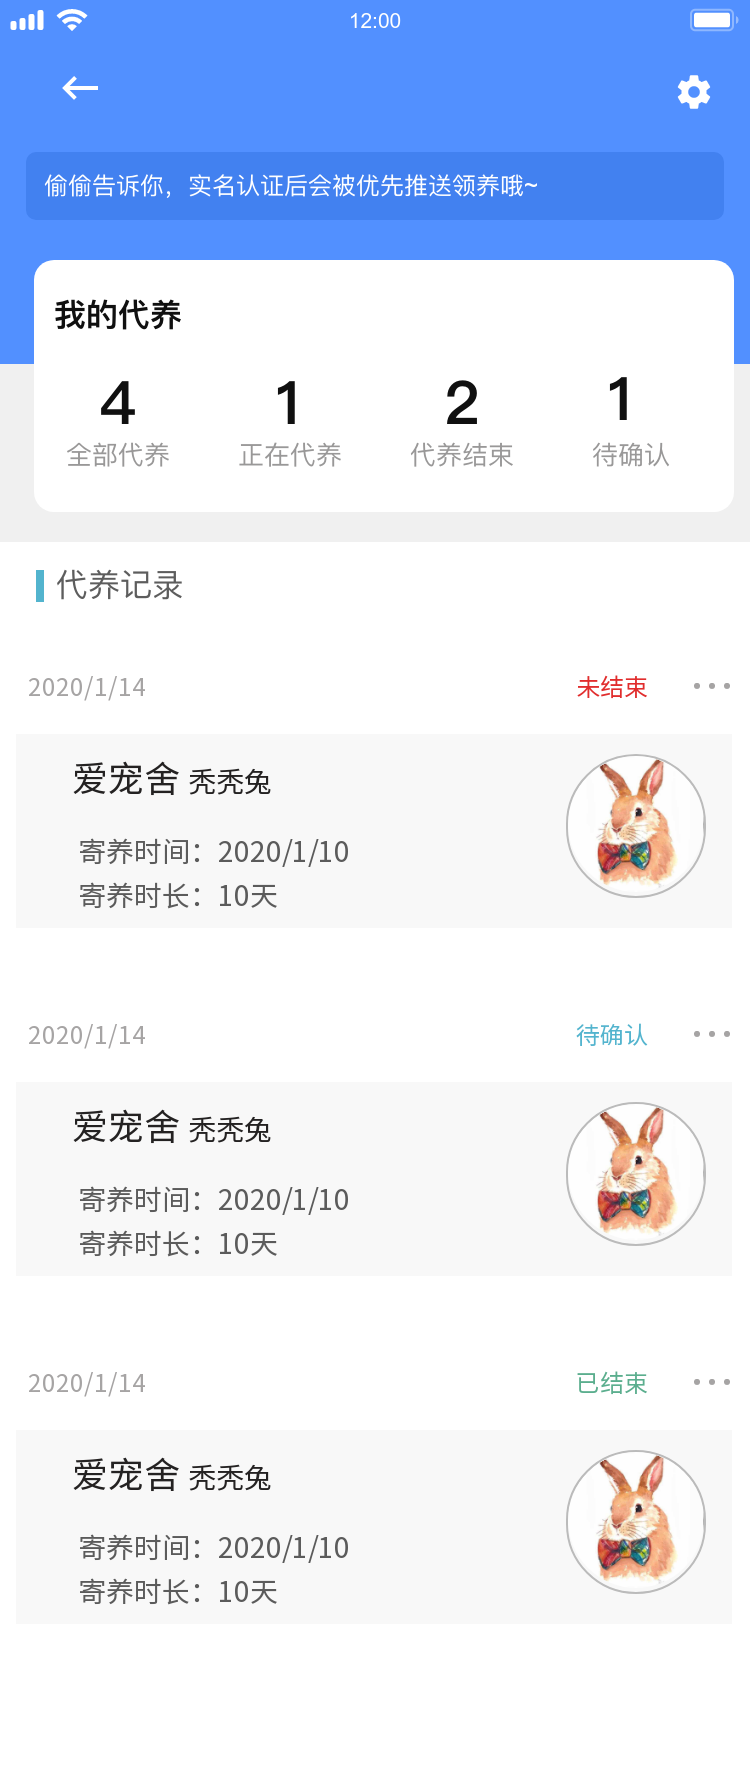 12:00
偷偷告诉你，实名认证后会被优先推送领养哦~
我的代养
4 1 2 1
全部代养 正在代养 代养结束 待确认
代养记录
2020/1/14 未结束
爱宠舍 秃秃兔
寄养时间：2020/1/10
寄养时长：10天
2020/1/14 待确认
爱宠舍 秃秃兔
寄养时间：2020/1/10
寄养时长：10天
2020/1/14 已结束
爱宠舍 秃秃兔
寄养时间：2020/1/10
寄养时长：10天